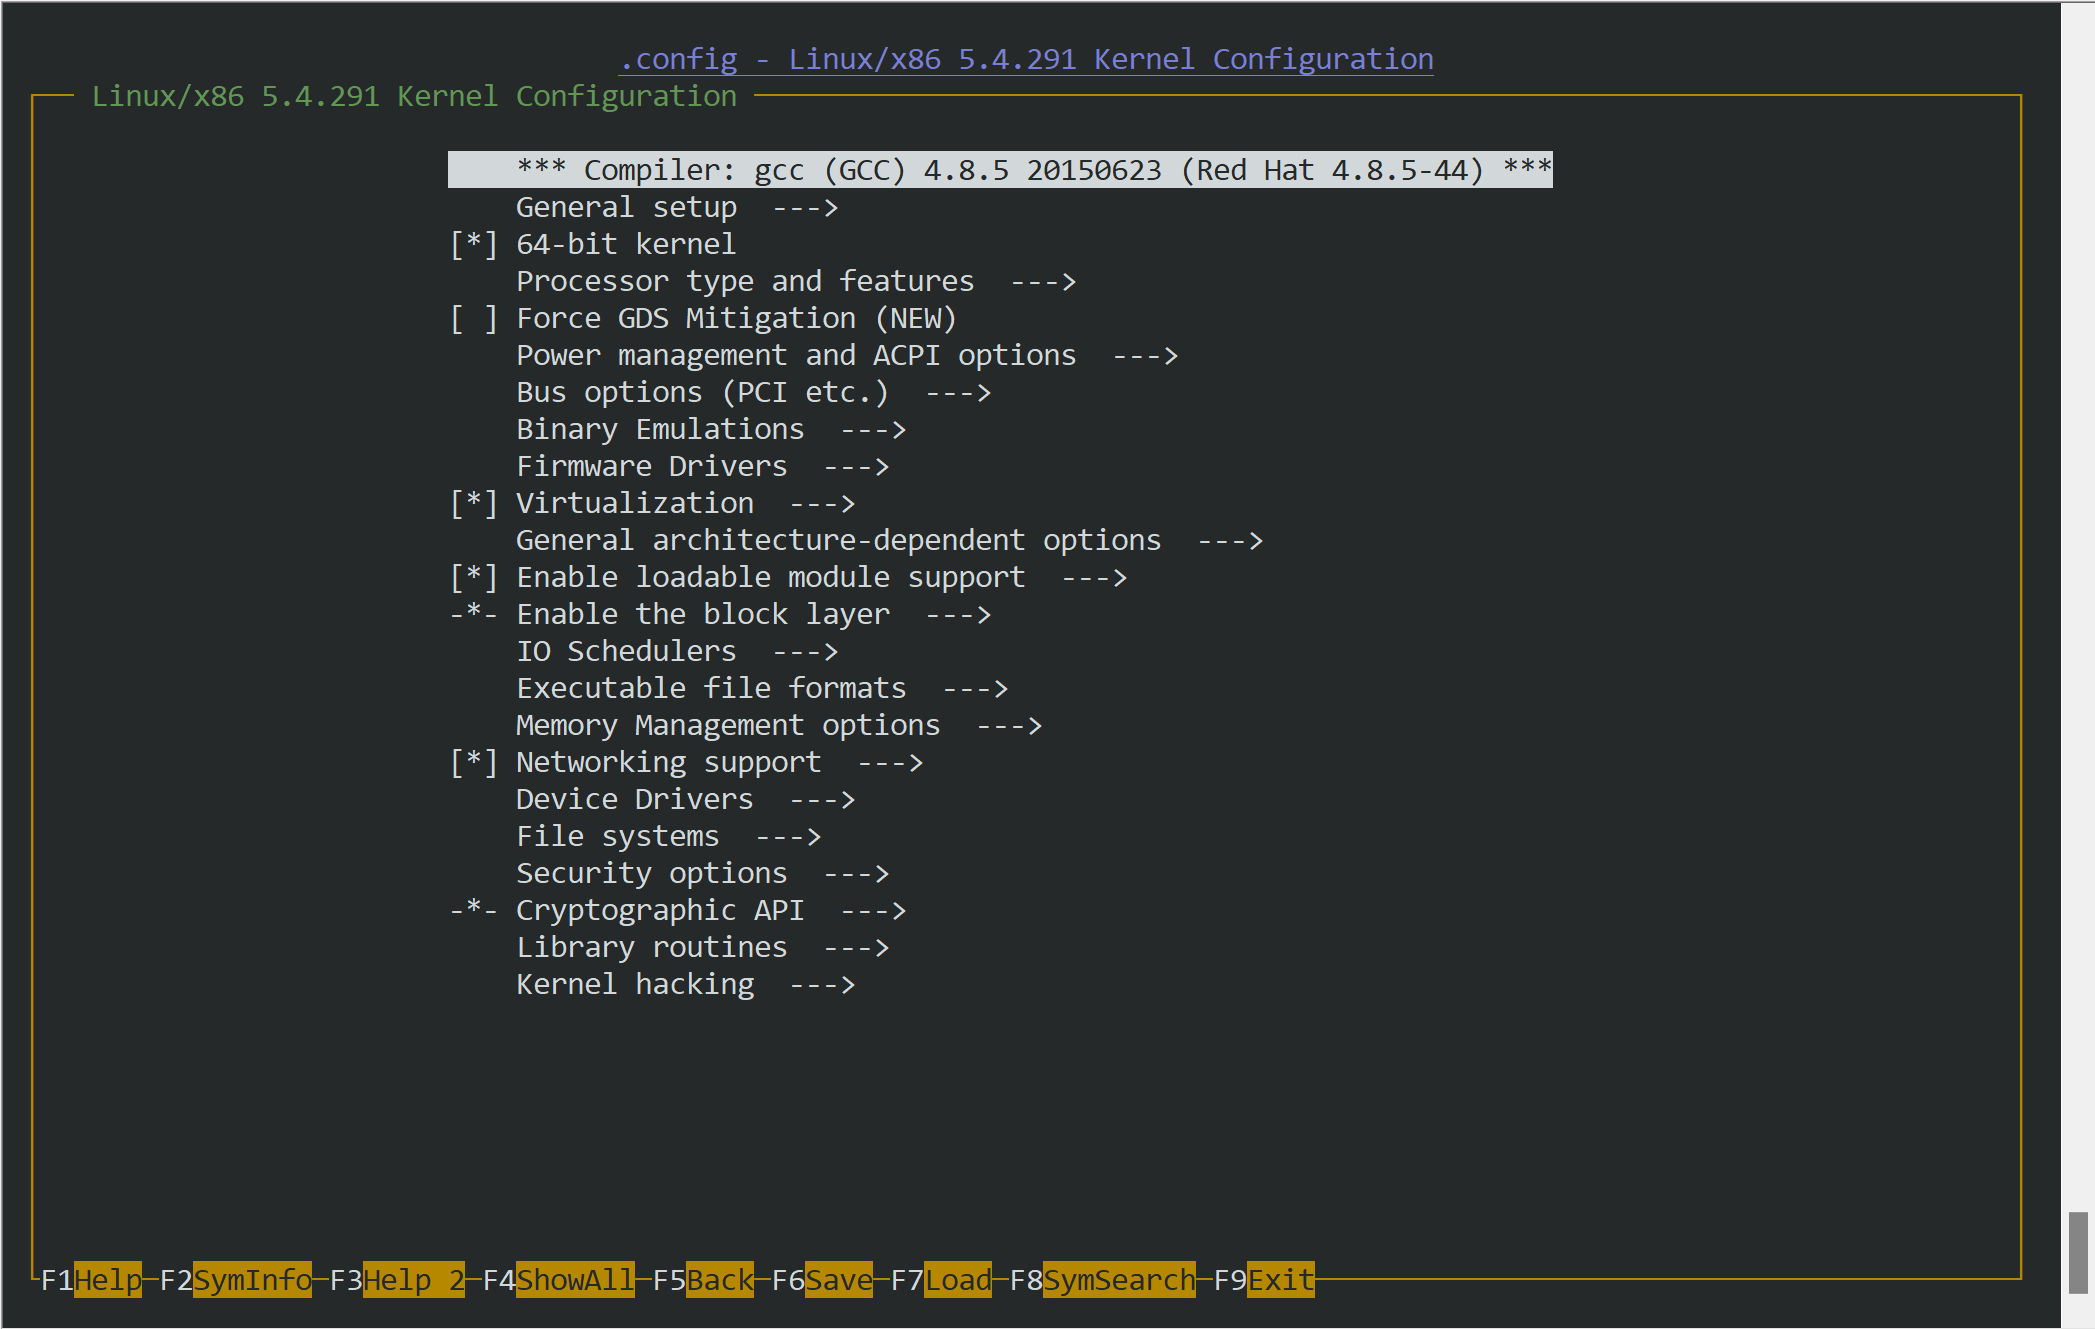 .config - Linux/x86 5.4.291 Kernel Configuration
Linux/x86 5.4.291 Kernel Configuration
*** Compiler: gcc (GCC) 4.8.5 20150623 (Red Hat 4.8.5-44) ***
General setup  --->
[*] 64-bit kernel
Processor type and features  --->
[ ] Force GDS Mitigation (NEW)
Power management and ACPI options  --->
Bus options (PCI etc.)  --->
Binary Emulations  --->
Firmware Drivers  --->
[*] Virtualization  --->
General architecture-dependent options  --->
[*] Enable loadable module support  --->
-*- Enable the block layer  --->
IO Schedulers  --->
Executable file formats  --->
Memory Management options  --->
[*] Networking support  --->
Device Drivers  --->
File systems  --->
Security options  --->
-*- Cryptographic API  --->
Library routines  --->
Kernel hacking  --->
F1Help F2SymInfo F3Help 2 F4ShowAll F5Back F6Save F7Load F8SymSearch F9Exit